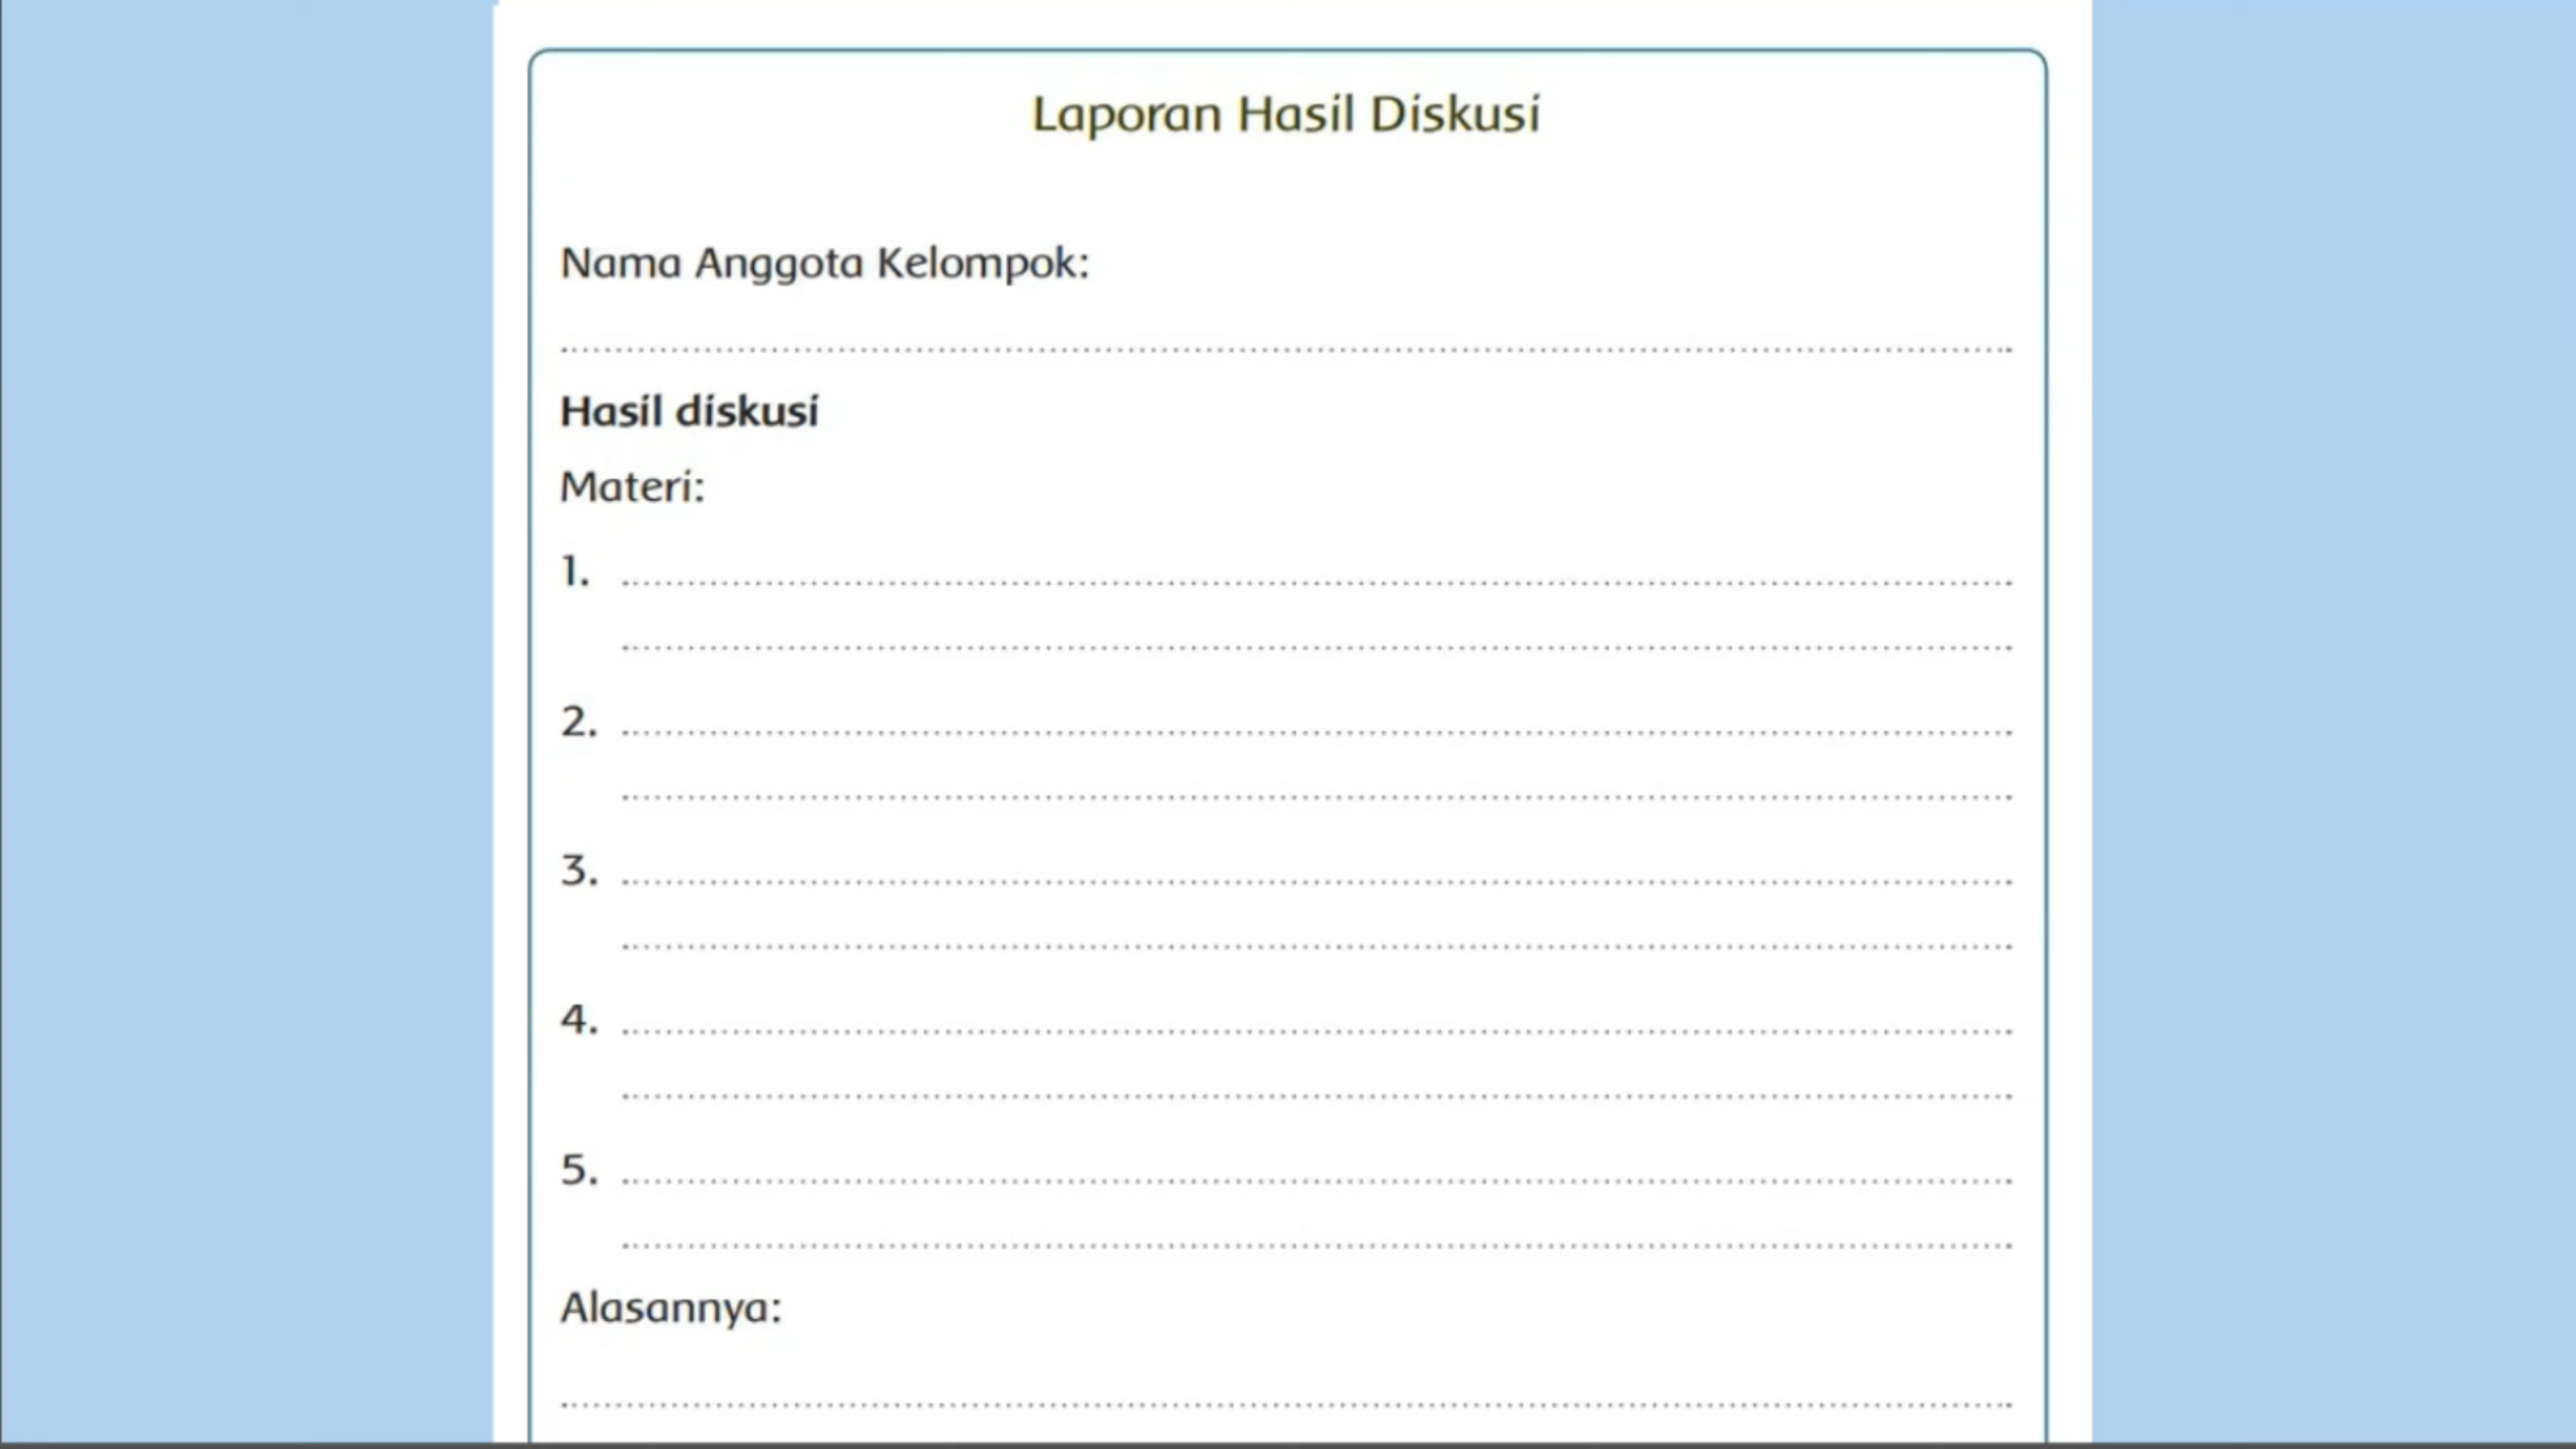 Laporan Hasil Diskusi
Nama Anggota Kelompok:
Hasil diskusi
Materi:
1.
2.
3.
4.
5.
Alasannya: